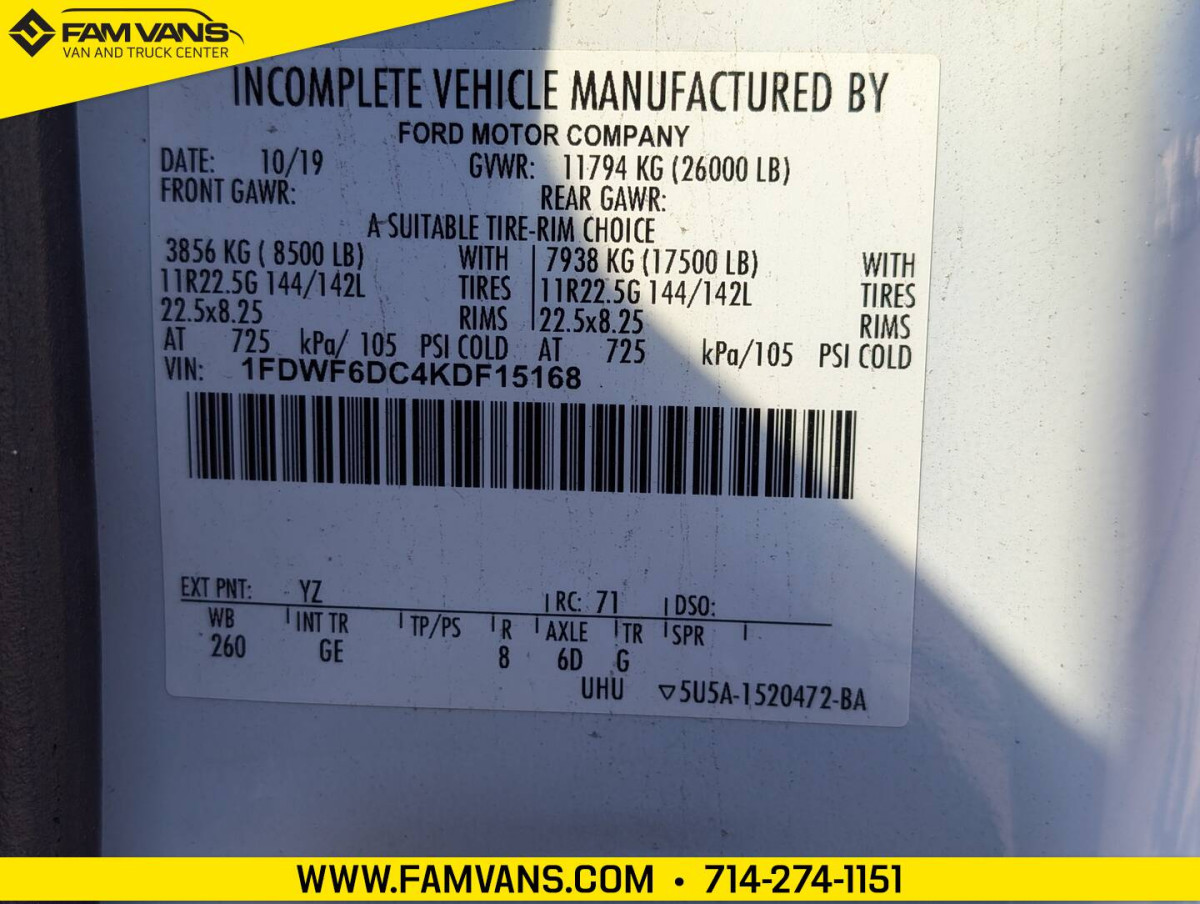 FAM VANS
VAN AND TRUCK CENTER
INCOMPLETE VEHICLE MANUFACTURED BY
FORD MOTOR COMPANY
DATE: 10/19 GVWR: 11794 KG (26000 LB)
FRONT GAWR: REAR GAWR:
A SUITABLE TIRE-RIM CHOICE
3856 KG ( 8500 LB) WITH 7938 KG (17500 LB) WITH
11R22.5G 144/142L TIRES 11R22.5G 144/142L TIRES
22.5x8.25 RIMS 22.5x8.25 RIMS
AT 725 kPa/ 105 PSI COLD AT 725 kPa/105 PSI COLD
VIN: 1FDWF6DC4KDF15168
EXT PNT: YZ RC: 71 DSO:
WB INT TR TP/PS R AXLE TR SPR
260 GE 8 6D G
UHU ▽5U5A-1520472-BA
WWW.FAMVANS.COM • 714-274-1151